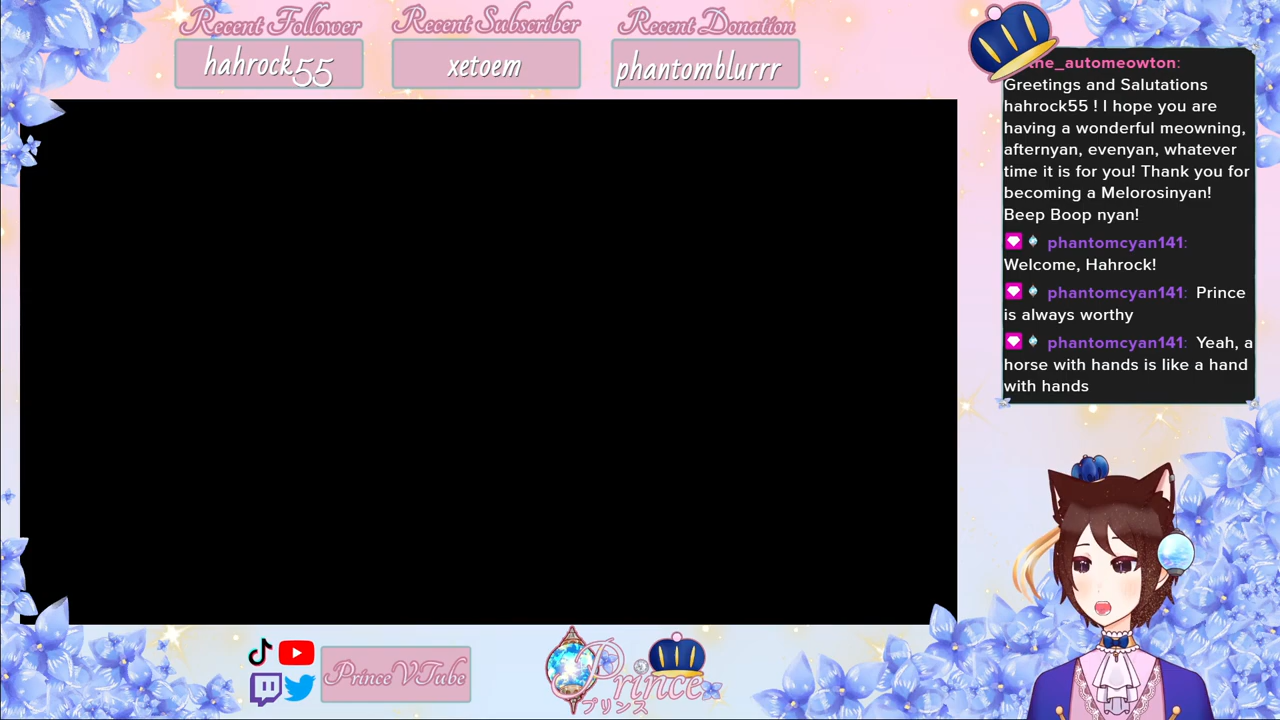 Recent Follower
Recent Subscriber
Recent Donation
hahrock55
xetoem
phantomblurrr
the_automeowton:
Greetings and Salutations
hahrock55 ! I hope you are
having a wonderful meowning,
afternyan, evenyan, whatever
time it is for you! Thank you for
becoming a Melorosinyan!
Beep Boop nyan!
phantomcyan141:
Welcome, Hahrock!
phantomcyan141: Prince
is always worthy
phantomcyan141: Yeah, a
horse with hands is like a hand
with hands
Prince VTube
Prince
プリンス